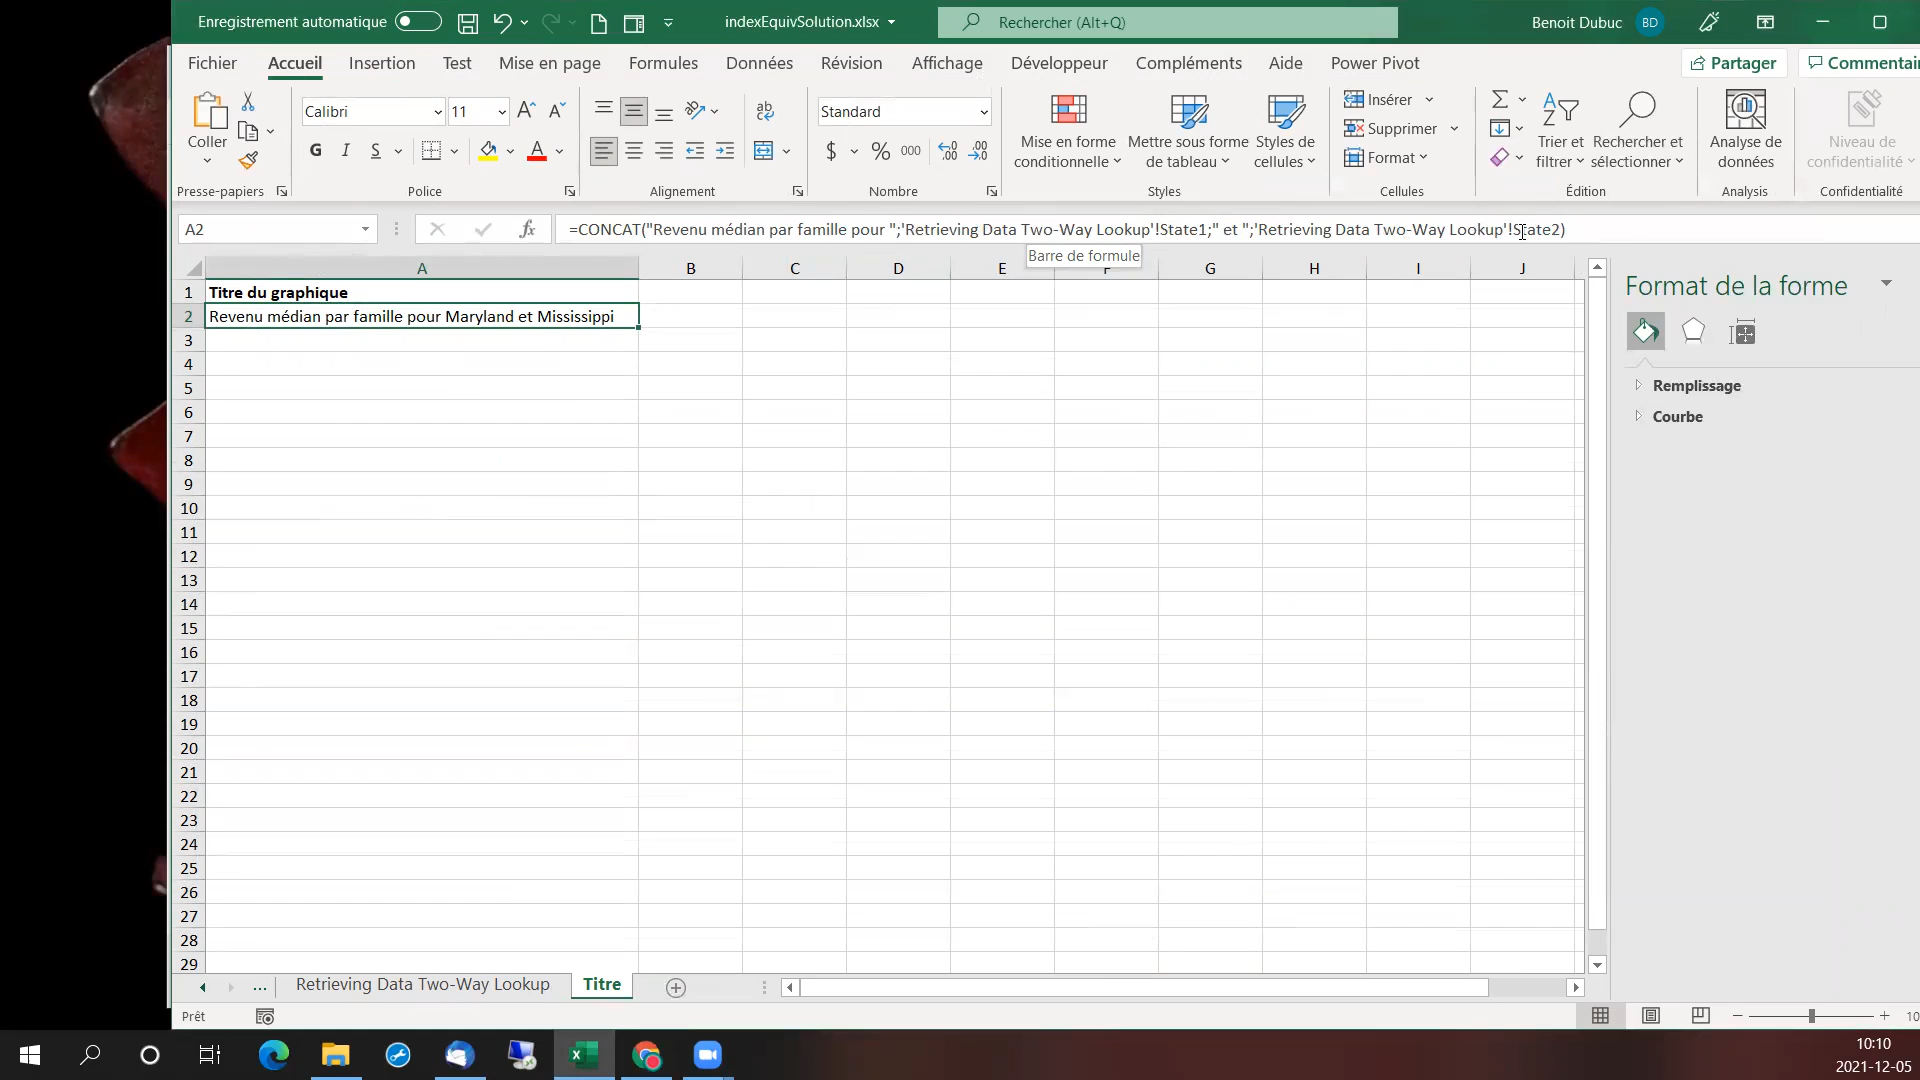 Enregistrement automatique
indexEquivSolution.xlsx
Rechercher (Alt+Q)
Benoit Dubuc BD
Fichier Accueil Insertion Test Mise en page Formules Données Révision Affichage Développeur Compléments Aide Power Pivot Partager Commentai
Calibri 11 Standard
Coller
G I S A $ % 000
Mise en forme conditionnelle
Mettre sous forme de tableau
Styles de cellules
Insérer
Supprimer
Format
Trier et filtrer
Rechercher et sélectionner
Analyse de données
Niveau de confidentialité
Presse-papiers Police Alignement Nombre Styles Cellules Édition Analysis Confidentialité
A2 fx =CONCAT("Revenu médian par famille pour ";'Retrieving Data Two-Way Lookup'!State1;" et ";'Retrieving Data Two-Way Lookup'!State2)
Barre de formule
A B C D E F G H I J
1 Titre du graphique
2 Revenu médian par famille pour Maryland et Mississippi
3
4
5
6
7
8
9
10
11
12
13
14
15
16
17
18
19
20
21
22
23
24
25
26
27
28
29
Format de la forme
Remplissage
Courbe
... Retrieving Data Two-Way Lookup Titre
Prêt
10
10:10
2021-12-05